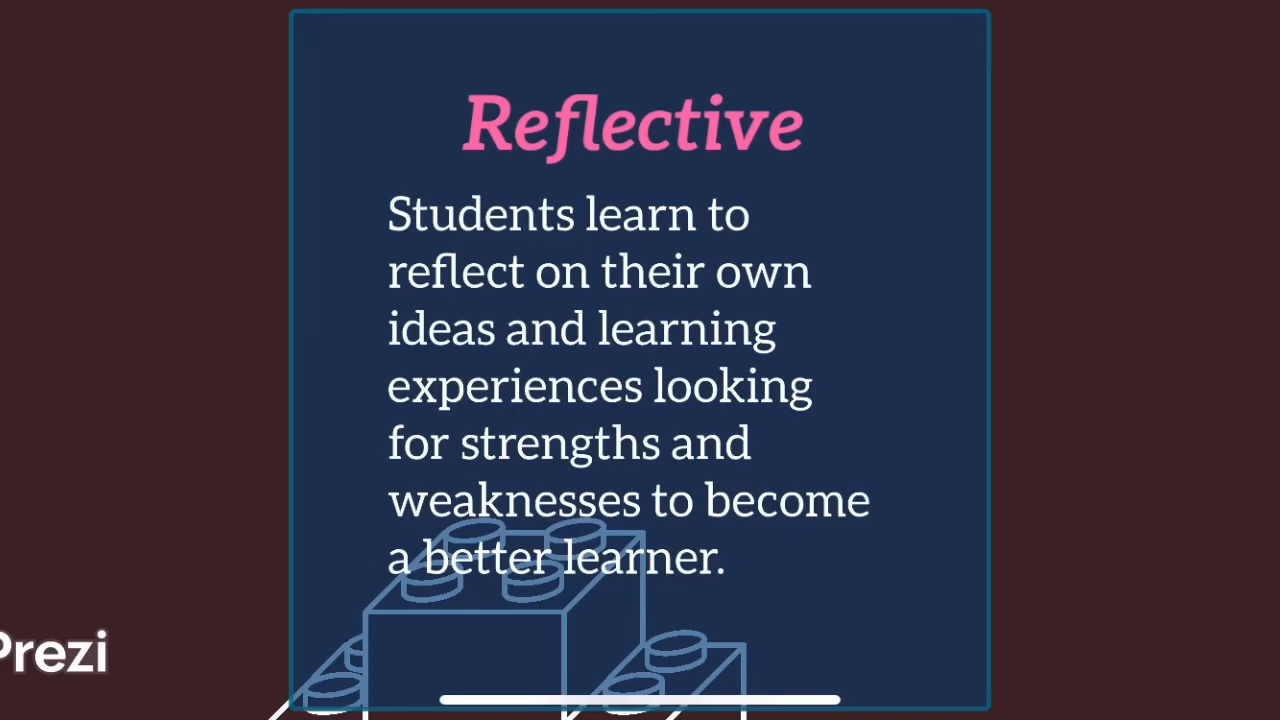 Reflective
Students learn to
reflect on their own
ideas and learning
experiences looking
for strengths and
weaknesses to become
a better learner.
Prezi